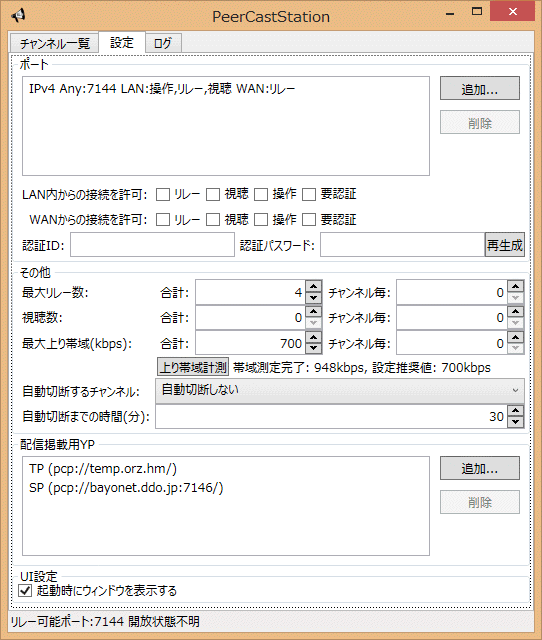 PeerCastStation
チャンネル一覧 設定 ログ
ポート
IPv4 Any:7144 LAN:操作,リレー,視聴 WAN:リレー
追加...
削除
LAN内からの接続を許可: リレー 視聴 操作 要認証
WANからの接続を許可: リレー 視聴 操作 要認証
認証ID: 認証パスワード: 再生成
その他
最大リレー数: 合計: 4 チャンネル毎: 0
視聴数: 合計: 0 チャンネル毎: 0
最大上り帯域(kbps): 合計: 700 チャンネル毎: 0
上り帯域計測 帯域測定完了: 948kbps, 設定推奨値: 700kbps
自動切断するチャンネル: 自動切断しない
自動切断までの時間(分): 30
配信掲載用YP
TP (pcp://temp.orz.hm/)
SP (pcp://bayonet.ddo.jp:7146/)
追加...
削除
UI設定
起動時にウィンドウを表示する
リレー可能ポート:7144 開放状態不明